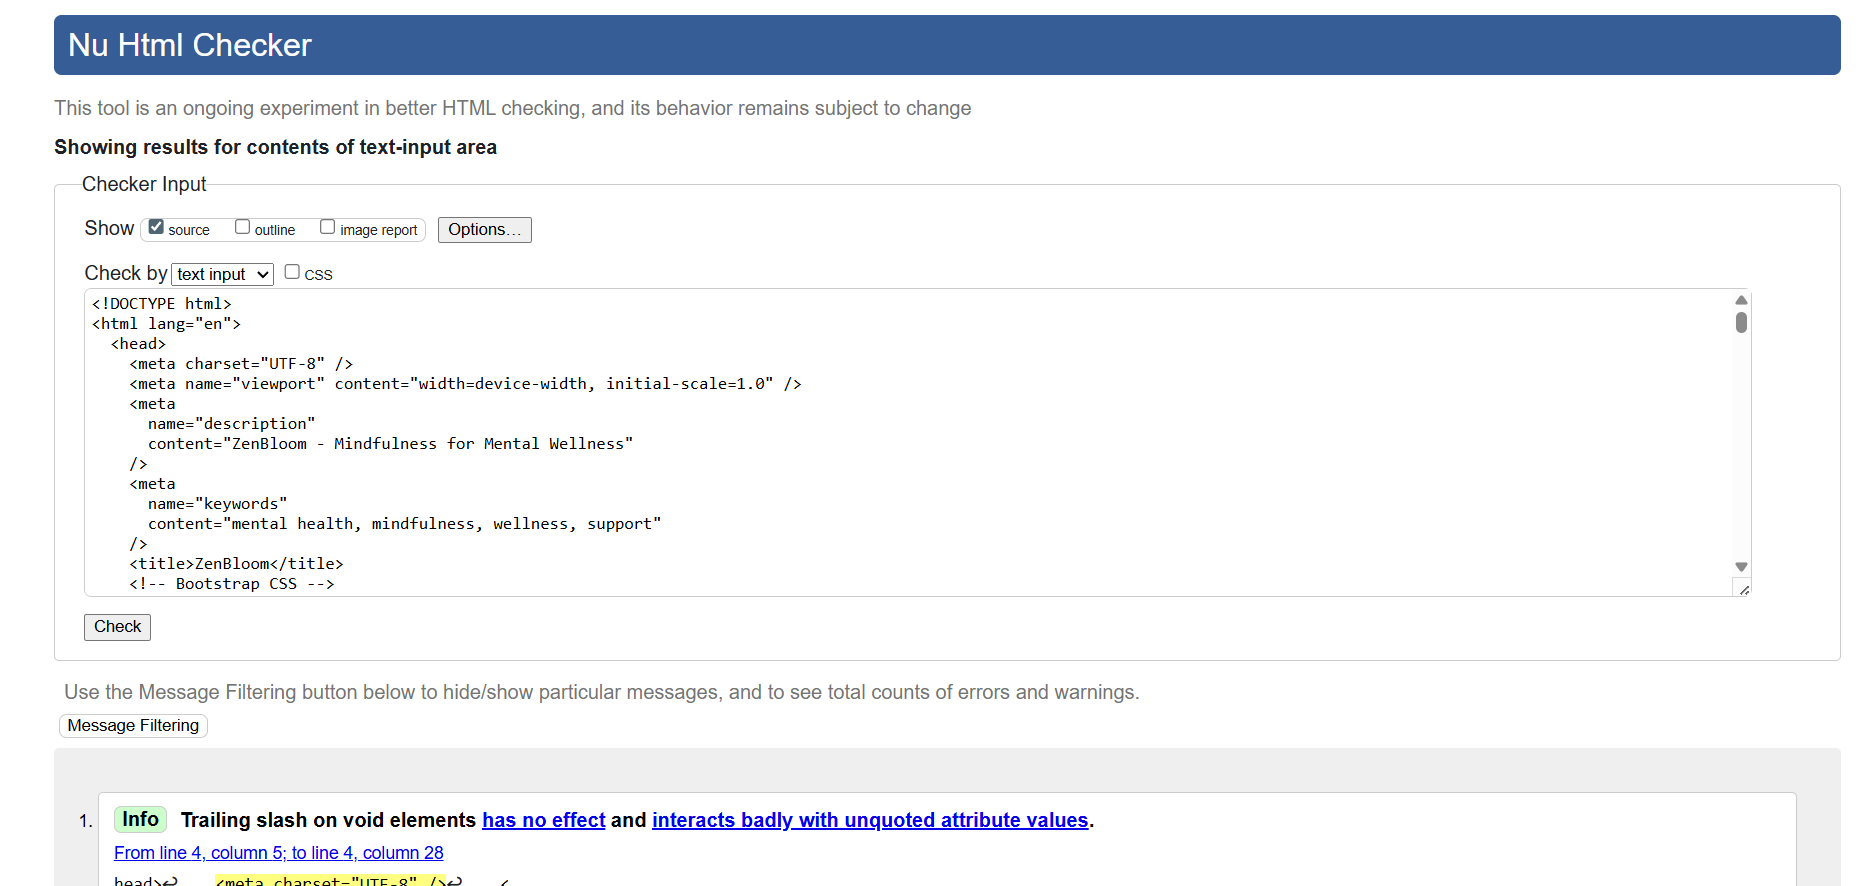 Nu Html Checker
This tool is an ongoing experiment in better HTML checking, and its behavior remains subject to change
Showing results for contents of text-input area
Checker Input
Show source outline image report Options...
Check by text input CSS
<!DOCTYPE html>
<html lang="en">
  <head>
    <meta charset="UTF-8" />
    <meta name="viewport" content="width=device-width, initial-scale=1.0" />
    <meta
      name="description"
      content="ZenBloom - Mindfulness for Mental Wellness"
    />
    <meta
      name="keywords"
      content="mental health, mindfulness, wellness, support"
    />
    <title>ZenBloom</title>
    <!-- Bootstrap CSS -->
Check
Use the Message Filtering button below to hide/show particular messages, and to see total counts of errors and warnings.
Message Filtering
1. Info Trailing slash on void elements has no effect and interacts badly with unquoted attribute values.
From line 4, column 5; to line 4, column 28
head>↩    <meta charset="UTF-8" />↩    <